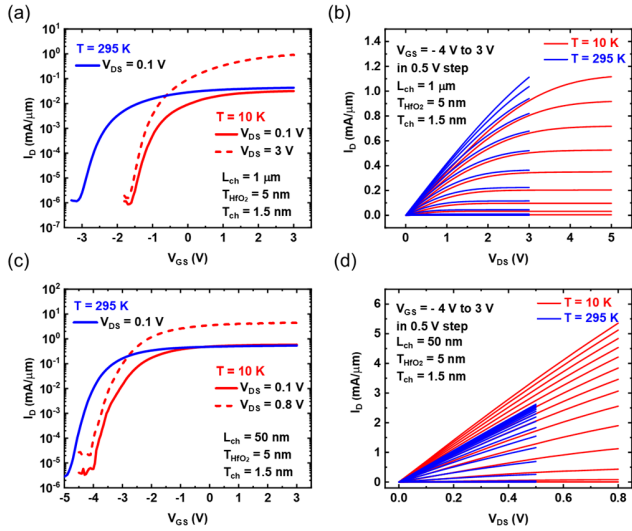 (a)
T = 295 K
V_DS = 0.1 V
T = 10 K
V_DS = 0.1 V
V_DS = 3 V
L_ch = 1 μm
T_HfO₂ = 5 nm
T_ch = 1.5 nm
I_D (mA/μm)
10¹
10⁰
10⁻¹
10⁻²
10⁻³
10⁻⁴
10⁻⁵
10⁻⁶
-3 -2 -1 0 1 2 3
V_GS (V)
(b)
V_GS = - 4 V to 3 V
in 0.5 V step
L_ch = 1 μm
T_HfO₂ = 5 nm
T_ch = 1.5 nm
T = 10 K
T = 295 K
I_D (mA/μm)
1.4
1.2
1.0
0.8
0.6
0.4
0.2
0.0
0 1 2 3 4 5
V_DS (V)
(c)
T = 295 K
V_DS = 0.1V
T = 10 K
V_DS = 0.1 V
V_DS = 0.8 V
L_ch = 50 nm
T_HfO₂ = 5 nm
T_ch = 1.5 nm
I_D (mA/μm)
10²
10¹
10⁰
10⁻¹
10⁻²
10⁻³
10⁻⁴
10⁻⁵
10⁻⁶
-5 -4 -3 -2 -1 0 1 2 3
V_GS (V)
(d)
V_GS = - 4V to 3 V
in 0.5 V step
L_ch = 50 nm
T_HfO₂ = 5 nm
T_ch = 1.5 nm
T = 10 K
T = 295 K
I_D (mA/μm)
6
5
4
3
2
1
0
0.0 0.2 0.4 0.6 0.8
V_DS (V)